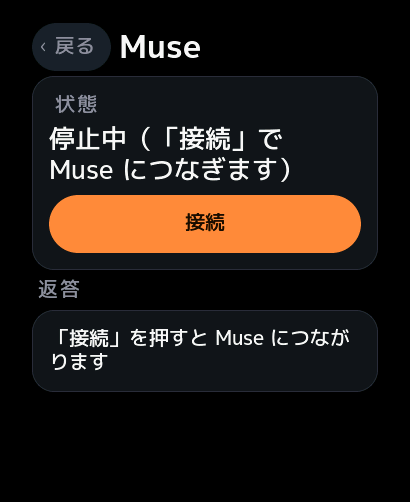 ‹ 戻る Muse
状態
停止中（「接続」で
Muse につなぎます）
接続
返答
「接続」を押すと Muse につなが
ります